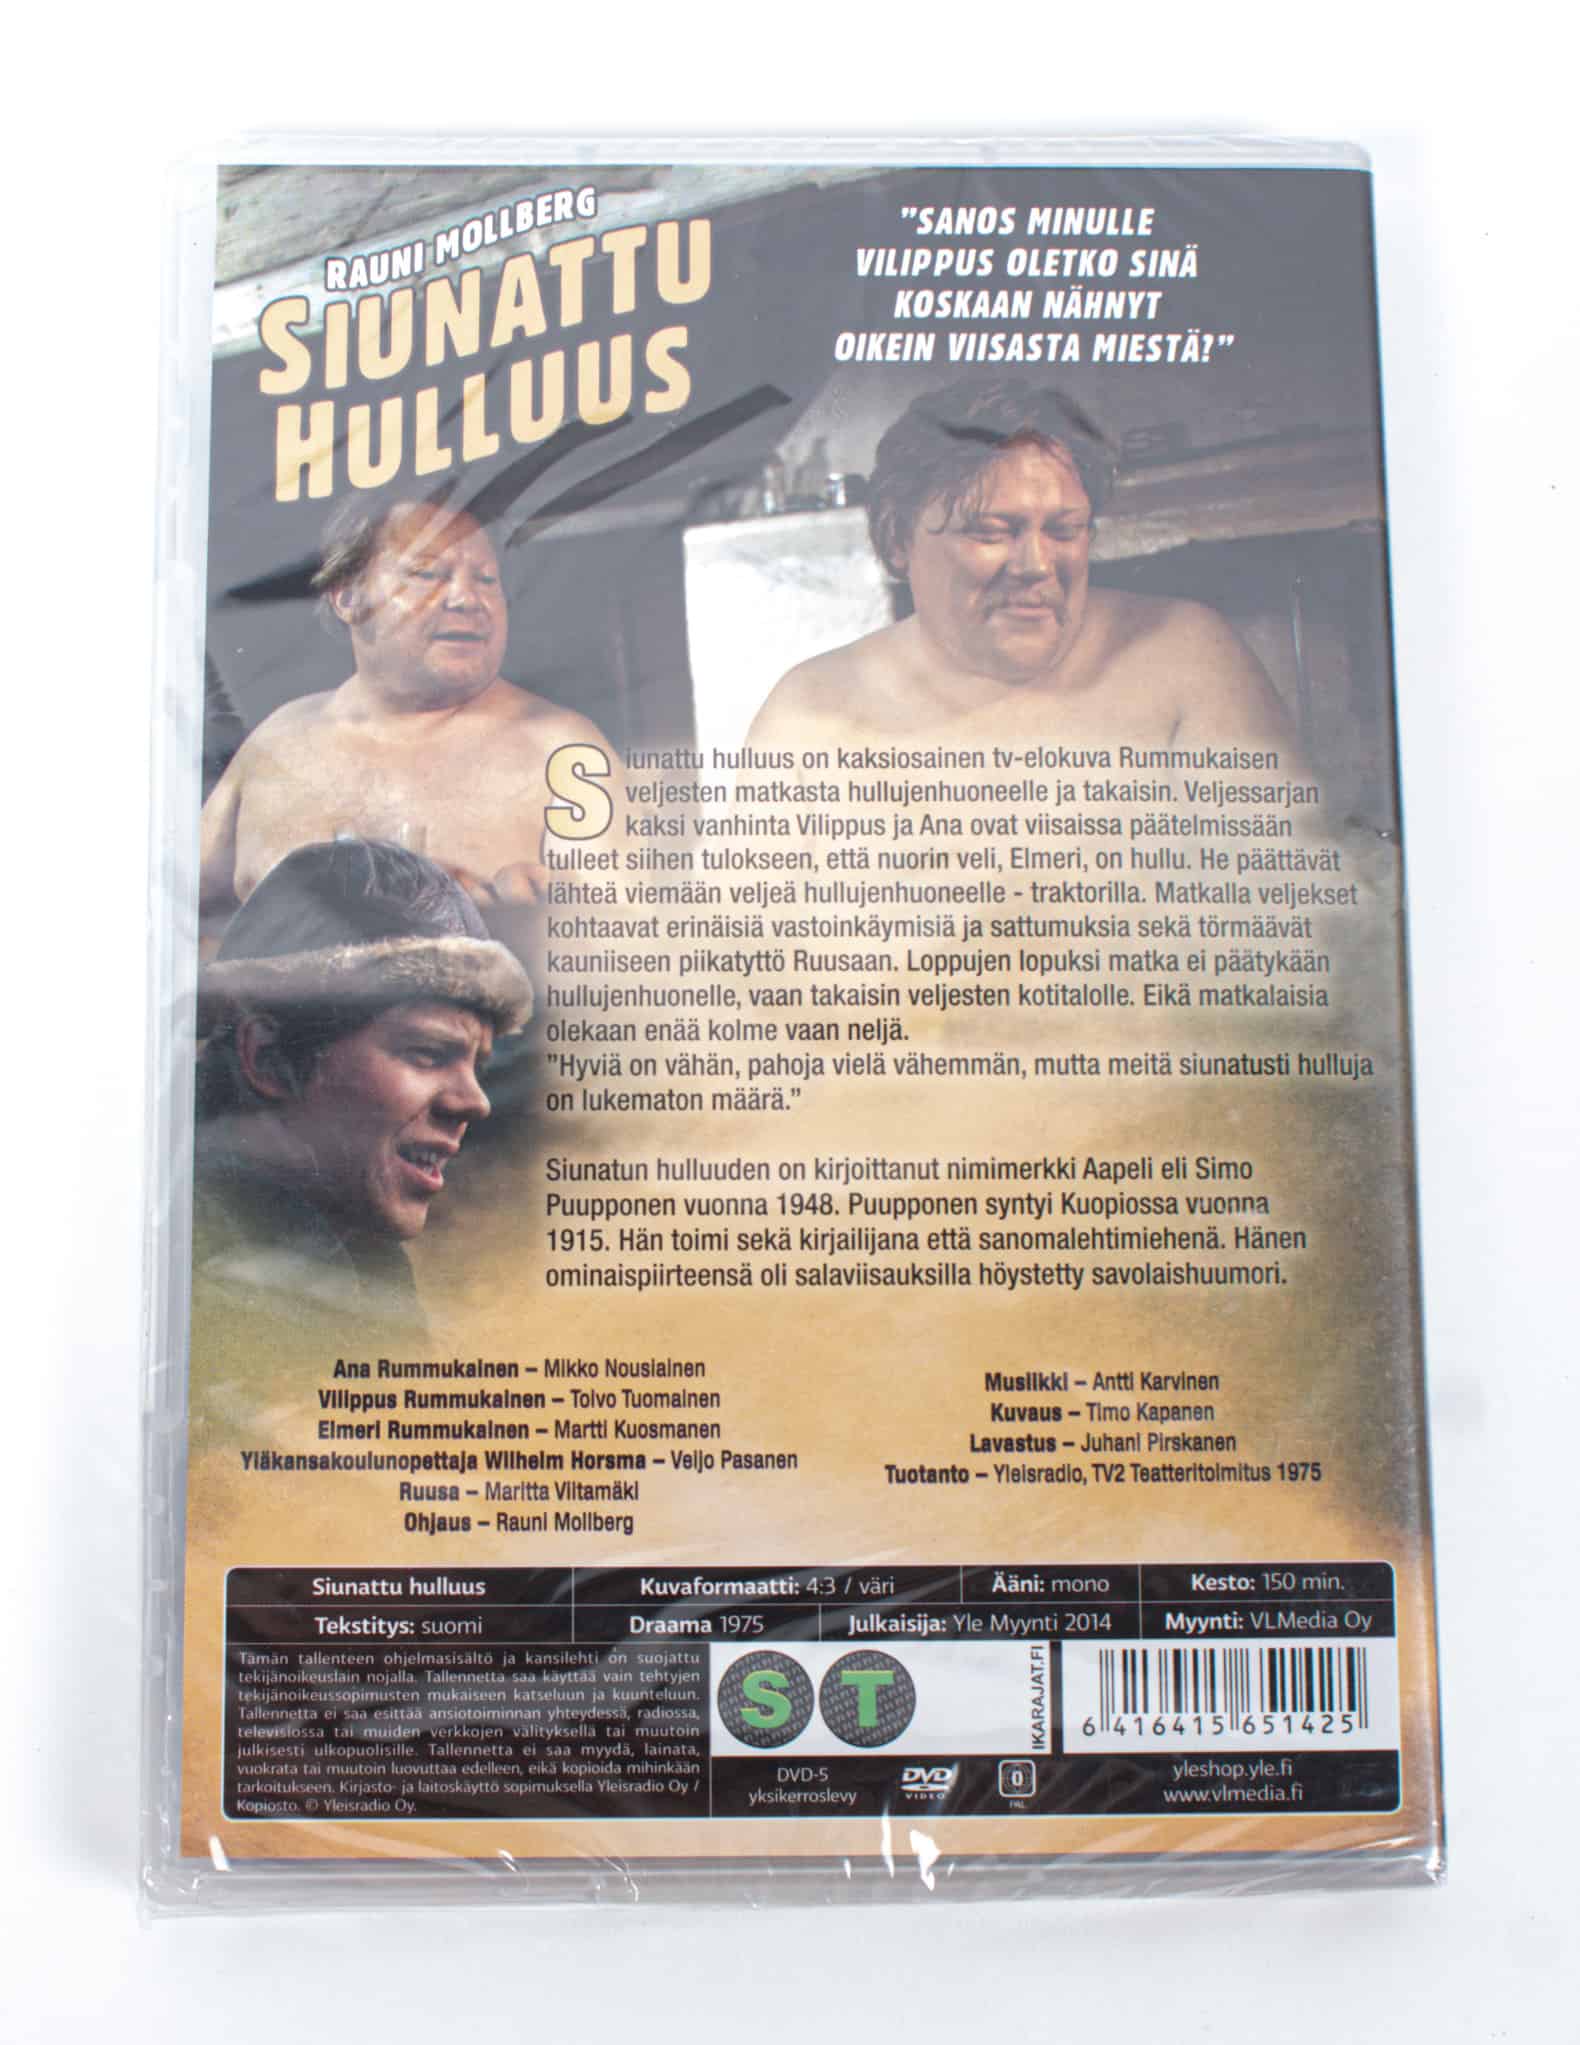 RAUNI MOLLBERG
SIUNATTU
HULLUUS
”SANOS MINULLE
VILIPPUS OLETKO SINÄ
KOSKAAN NÄHNYT
OIKEIN VIISASTA MIESTÄ?”
Siunattu hulluus on kaksiosainen tv-elokuva Rummukaisen
veljesten matkasta hullujenhuoneelle ja takaisin. Veljessarjan
kaksi vanhinta Vilippus ja Ana ovat viisaissa päätelmissään
tulleet siihen tulokseen, että nuorin veli, Elmeri, on hullu. He päättävät
lähteä viemään veljeä hullujenhuoneelle - traktorilla. Matkalla veljekset
kohtaavat erinäisiä vastoinkäymisiä ja sattumuksia sekä törmäävät
kauniiseen piikatyttö Ruusaan. Loppujen lopuksi matka ei päätykään
hullujenhuonelle, vaan takaisin veljesten kotitalolle. Eikä matkalaisia
olekaan enää kolme vaan neljä.
”Hyviä on vähän, pahoja vielä vähemmän, mutta meitä siunatusti hulluja
on lukematon määrä.”
Siunatun hulluuden on kirjoittanut nimimerkki Aapeli eli Simo
Puupponen vuonna 1948. Puupponen syntyi Kuopiossa vuonna
1915. Hän toimi sekä kirjailijana että sanomalehtimiehenä. Hänen
ominaispiirteensä oli salaviisauksilla höystetty savolaishuumori.
Ana Rummukainen – Mikko Nousiainen
Vilippus Rummukainen – Toivo Tuomainen
Elmeri Rummukainen – Martti Kuosmanen
Yläkansakoulunopettaja Wilhelm Horsma – Veijo Pasanen
Ruusa – Maritta Viitamäki
Ohjaus – Rauni Mollberg
Musiikki – Antti Karvinen
Kuvaus – Timo Kapanen
Lavastus – Juhani Pirskanen
Tuotanto – Yleisradio, TV2 Teatteritoimitus 1975
Siunattu hulluus Kuvaformaatti: 4:3 / väri Ääni: mono Kesto: 150 min.
Tekstitys: suomi Draama 1975 Julkaisija: Yle Myynti 2014 Myynti: VLMedia Oy
Tämän tallenteen ohjelmasisältö ja kansilehti on suojattu
tekijänoikeuslain nojalla. Tallennetta saa käyttää vain tehtyjen
tekijänoikeussopimusten mukaiseen katseluun ja kuunteluun.
Tallennetta ei saa esittää ansiotoiminnan yhteydessä, radiossa,
televisiossa tai muiden verkkojen välityksellä tai muutoin
julkisesti ulkopuolisille. Tallennetta ei saa myydä, lainata,
vuokrata tai muutoin luovuttaa edelleen, eikä kopioida mihinkään
tarkoitukseen. Kirjasto- ja laitoskäyttö sopimuksella Yleisradio Oy /
Kopiosto. © Yleisradio Oy.
S T
IKARAJAT.FI
6 416415 651425
DVD-5
yksikerroslevy
DVD
VIDEO
0
PAL
yleshop.yle.fi
www.vlmedia.fi